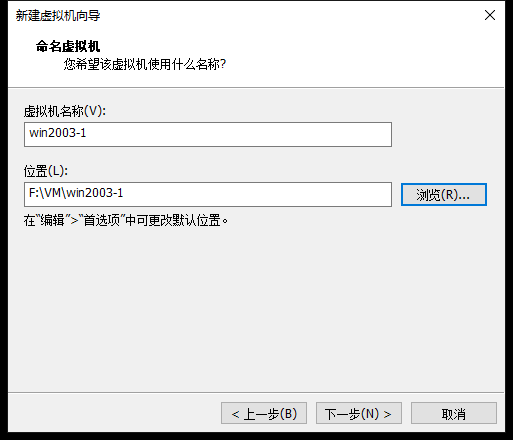 新建虚拟机向导
命名虚拟机
您希望该虚拟机使用什么名称?
虚拟机名称(V):
win2003-1
位置(L):
F:\VM\win2003-1
浏览(R)...
在"编辑">"首选项"中可更改默认位置。
< 上一步(B)
下一步(N) >
取消